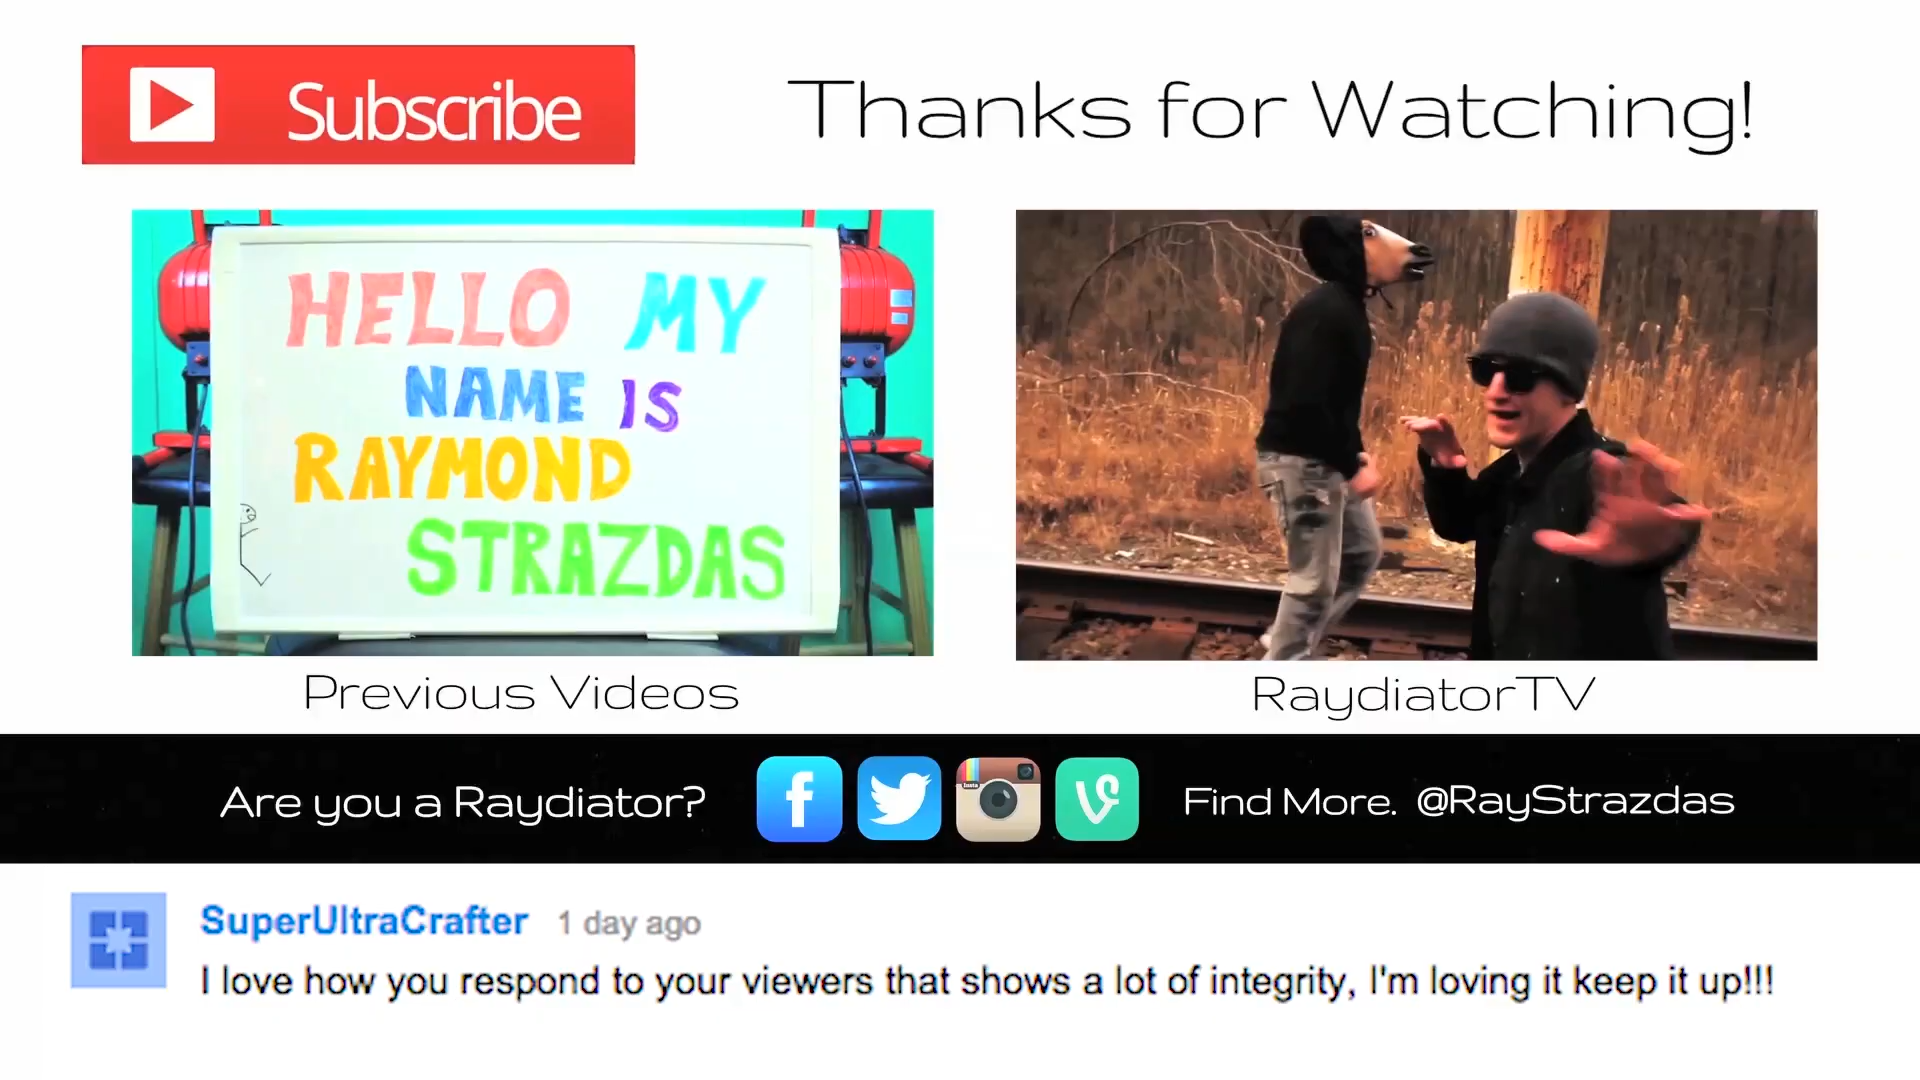 Subscribe
Thanks for Watching!
HELLO MY
NAME IS
RAYMOND
STRAZDAS
Previous Videos
RaydiatorTV
Are you a Raydiator?
f
Insta
Find More. @RayStrazdas
SuperUltraCrafter 1 day ago
I love how you respond to your viewers that shows a lot of integrity, I'm loving it keep it up!!!